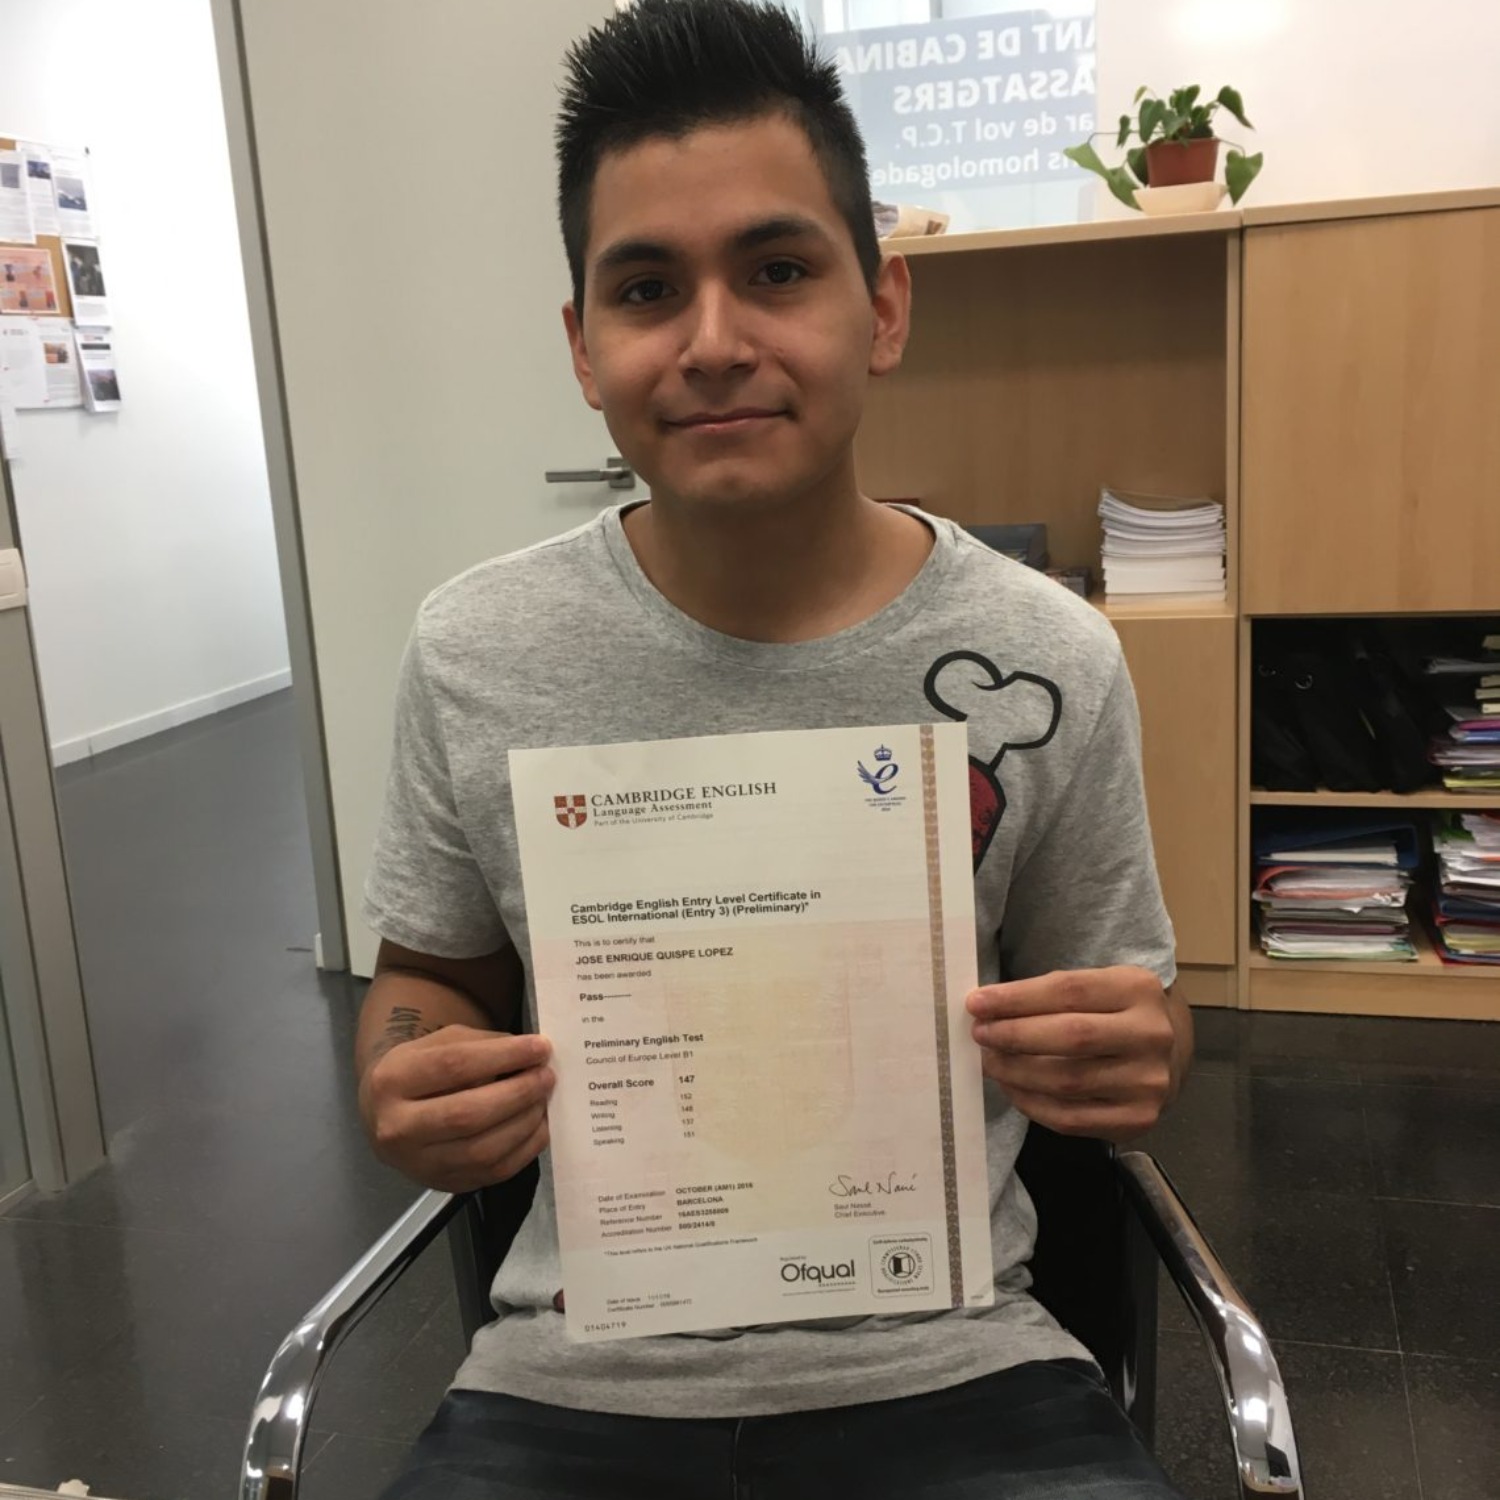 ANT DE CABINA
ASSATGERS
ar de vol T.C.P.
ns homologade
CAMBRIDGE ENGLISH
Language Assessment
Part of the University of Cambridge
Cambridge English Entry Level Certificate in
ESOL International (Entry 3) (Preliminary)*
This is to certify that
JOSE ENRIQUE QUISPE LOPEZ
has been awarded
Pass--------
in the
Preliminary English Test
Council of Europe Level B1
Overall Score 147
Reading 152
Writing 148
Listening 137
Speaking 151
Date of Examination OCTOBER (AM1) 2016
Place of Entry BARCELONA
Reference Number
Accreditation Number 500/2414/6
*This level refers to the UK National Qualifications Framework
Saul Nassé
Chief Executive
Regulated by
Ofqual
Date of Issue
Certificate Number
01404719